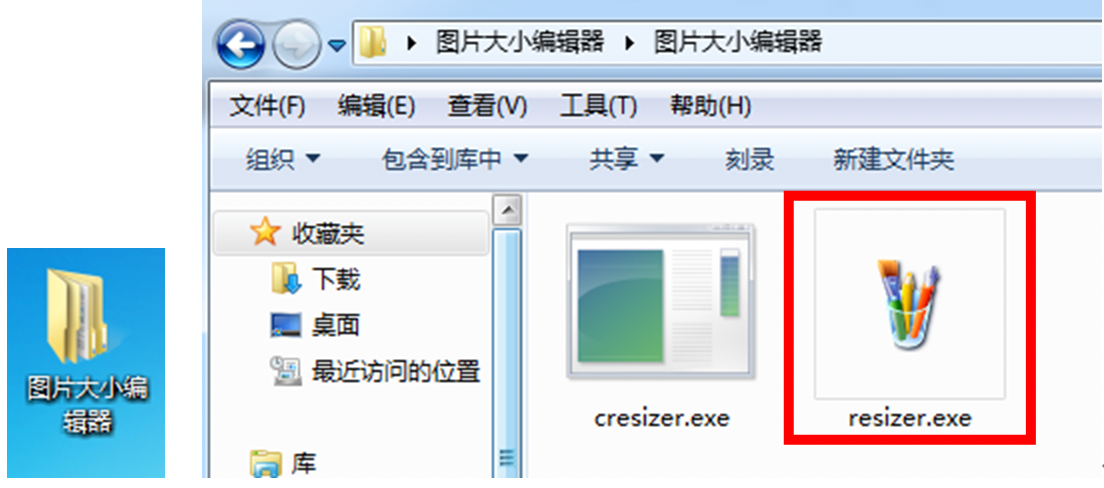 图片大小编辑器 图片大小编辑器
文件(F) 编辑(E) 查看(V) 工具(T) 帮助(H)
组织 包含到库中 共享 刻录 新建文件夹
收藏夹
下载
桌面
最近访问的位置
库
cresizer.exe
resizer.exe
图片大小编
辑器